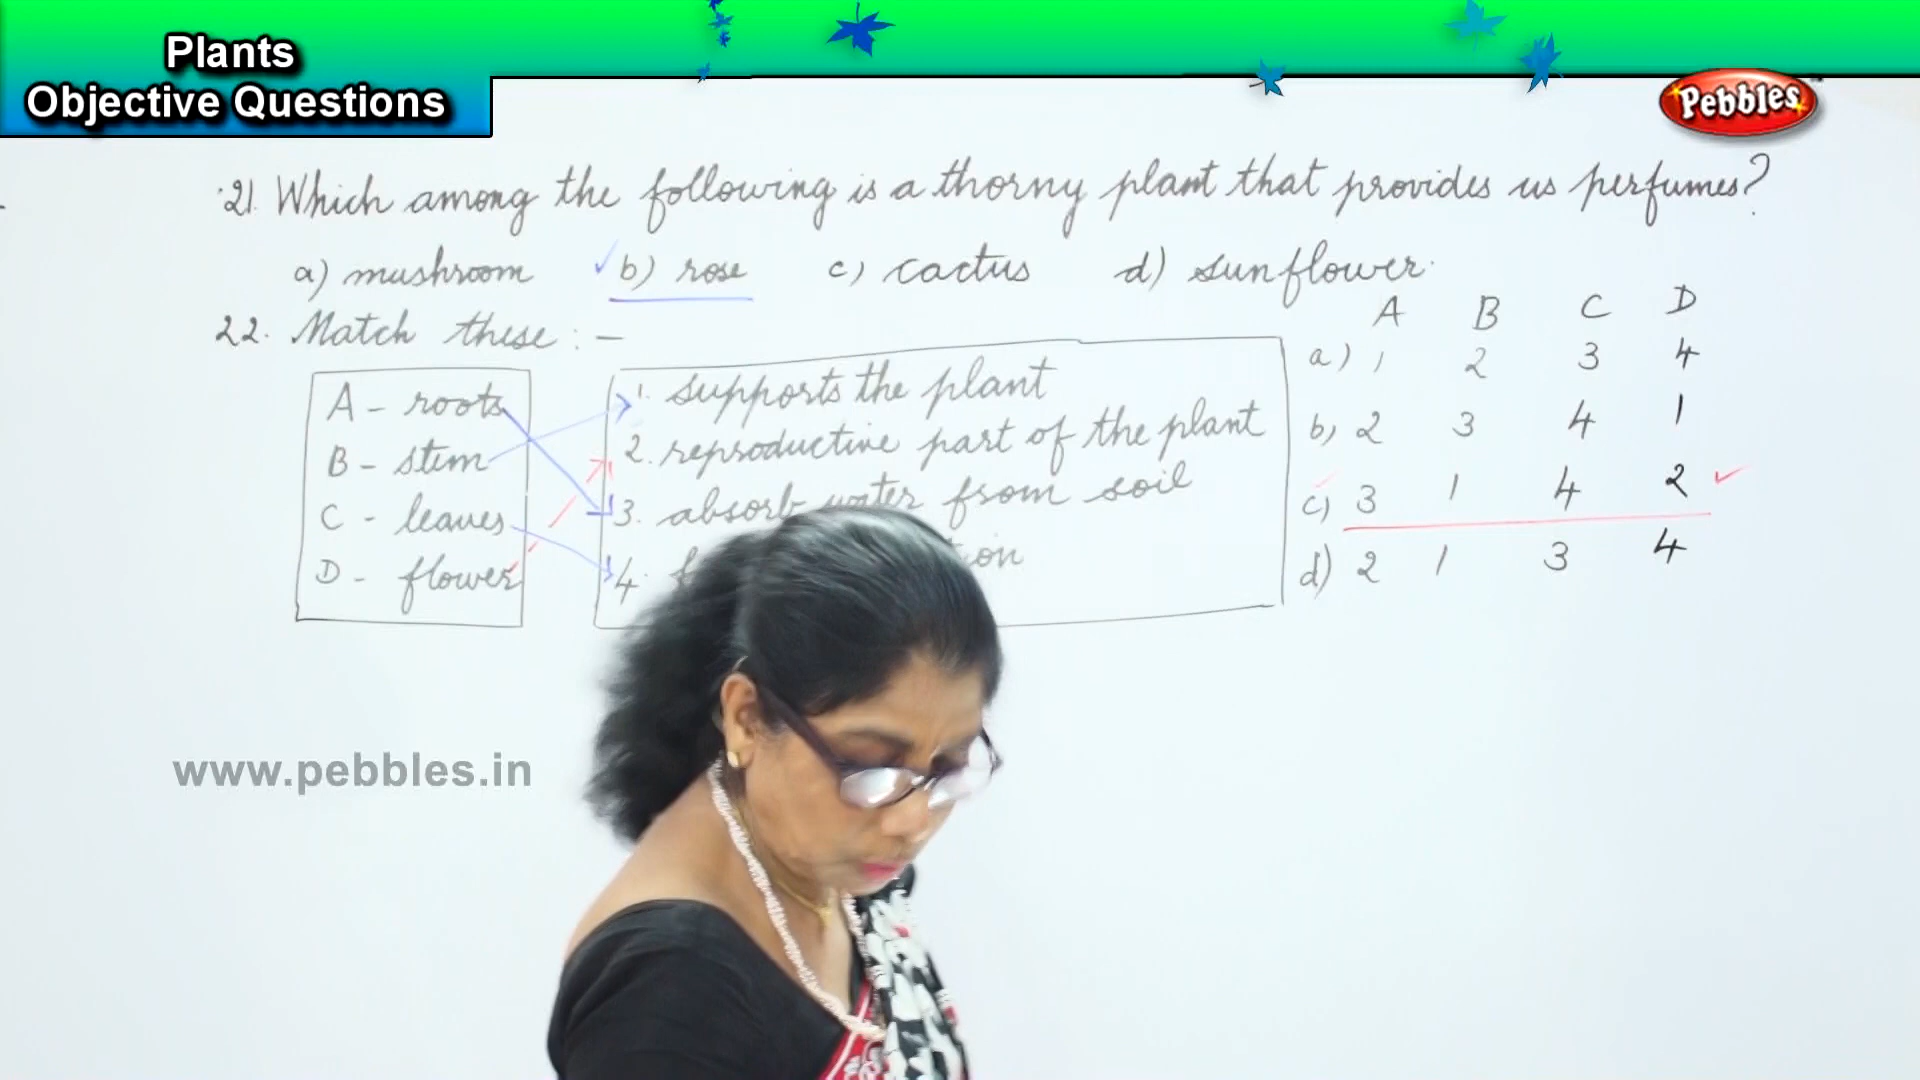 Plants
Objective Questions
Pebbles
21. Which among the following is a thorny plant that provides us perfumes?
a) mushroom b) rose c) cactus d) sunflower
22. Match these : –
A - roots
B - stem
C - leaves
D - flower
1. supports the plant
2. reproductive part of the plant
3. absorb water from soil
4.
A B C D
a) 1 2 3 4
b) 2 3 4 1
c) 3 1 4 2
d) 2 1 3 4
www.pebbles.in